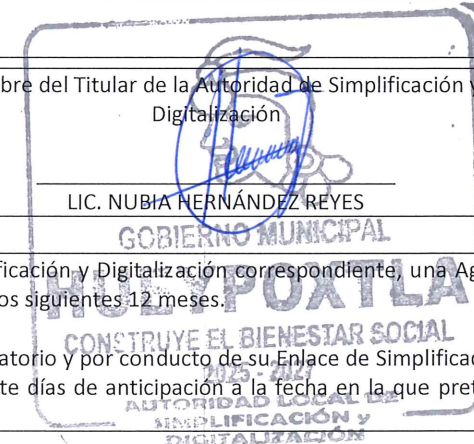 bre del Titular de la Autoridad de Simplificación y
Digitalización
LIC. NUBIA HERNÁNDEZ REYES
GOBIERNO MUNICIPAL
ficación y Digitalización correspondiente, una Ag
HUEYPOXTLA
os siguientes 12 meses.
CONSTRUYE EL BIENESTAR SOCIAL
atorio y por conducto de su Enlace de Simplificac
2025 - 2027
te días de anticipación a la fecha en la que pret
AUTORIDAD LOCAL DE
SIMPLIFICACIÓN y
DIGITALIZACIÓN